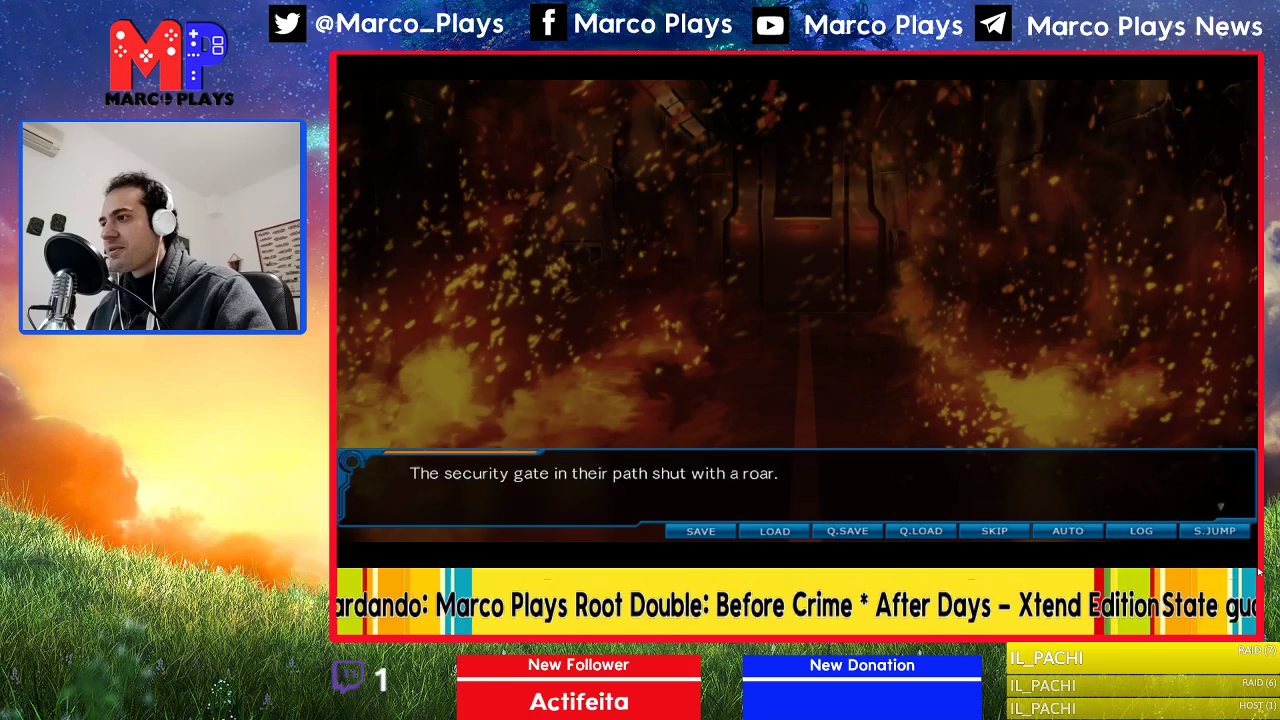 @Marco_Plays
Marco Plays
Marco Plays
Marco Plays News
MP
MARCO PLAYS
The security gate in their path shut with a roar.
SAVE
LOAD
Q.SAVE
Q.LOAD
SKIP
AUTO
LOG
S.JUMP
ardando: Marco Plays Root Double: Before Crime * After Days - Xtend Edition State gua
1
New Follower
Actifeita
New Donation
IL_PACHI RAID (7)
IL_PACHI RAID (6)
IL_PACHI HOST (1)